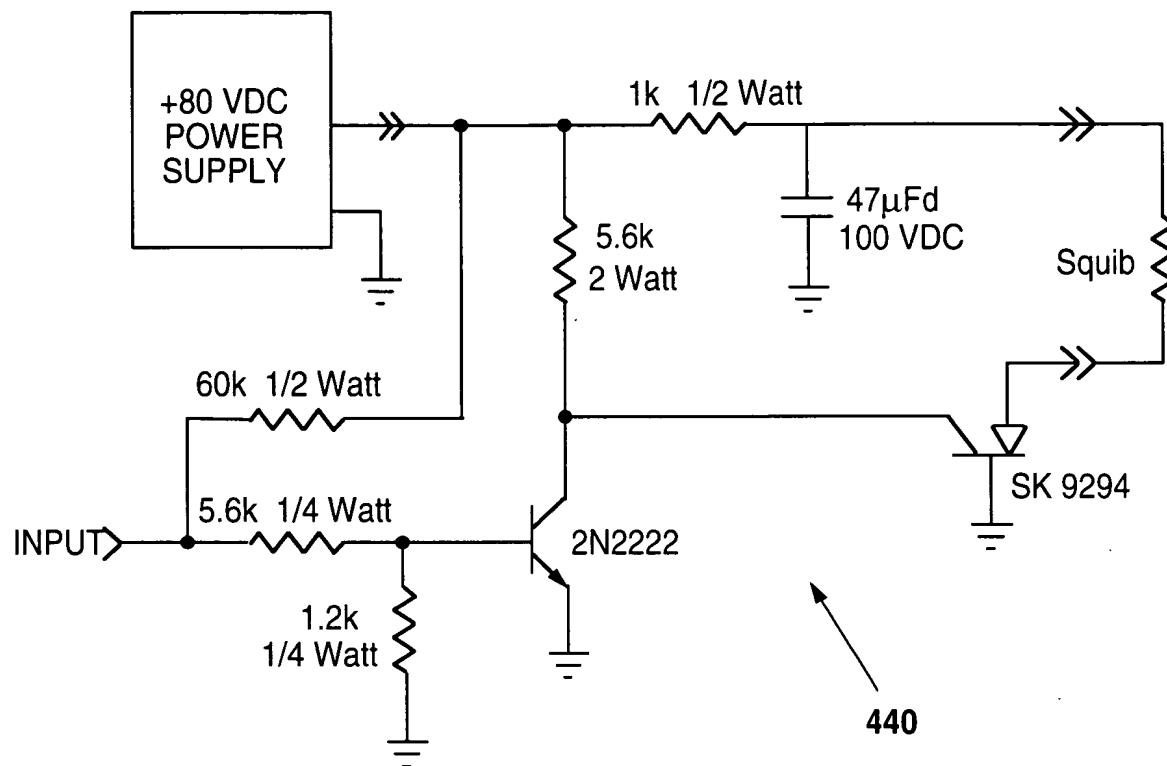 +80 VDC
POWER
SUPPLY
1k 1/2 Watt
47µFd
100 VDC
5.6k
2 Watt
Squib
60k 1/2 Watt
SK 9294
5.6k 1/4 Watt
INPUT
2N2222
1.2k
1/4 Watt
440